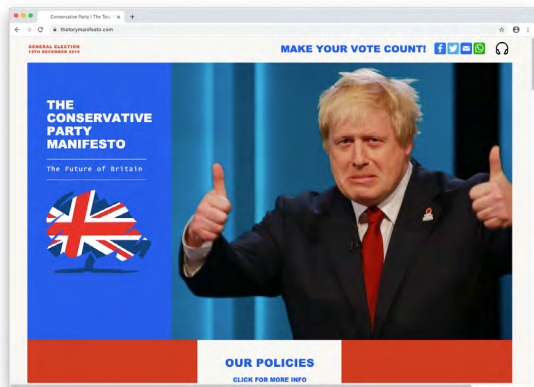 Conservative Party | The Tory
thetorymanifesto.com
GENERAL ELECTION
12TH DECEMBER 2019
MAKE YOUR VOTE COUNT!
THE
CONSERVATIVE
PARTY
MANIFESTO
The Future of Britain
OUR POLICIES
CLICK FOR MORE INFO